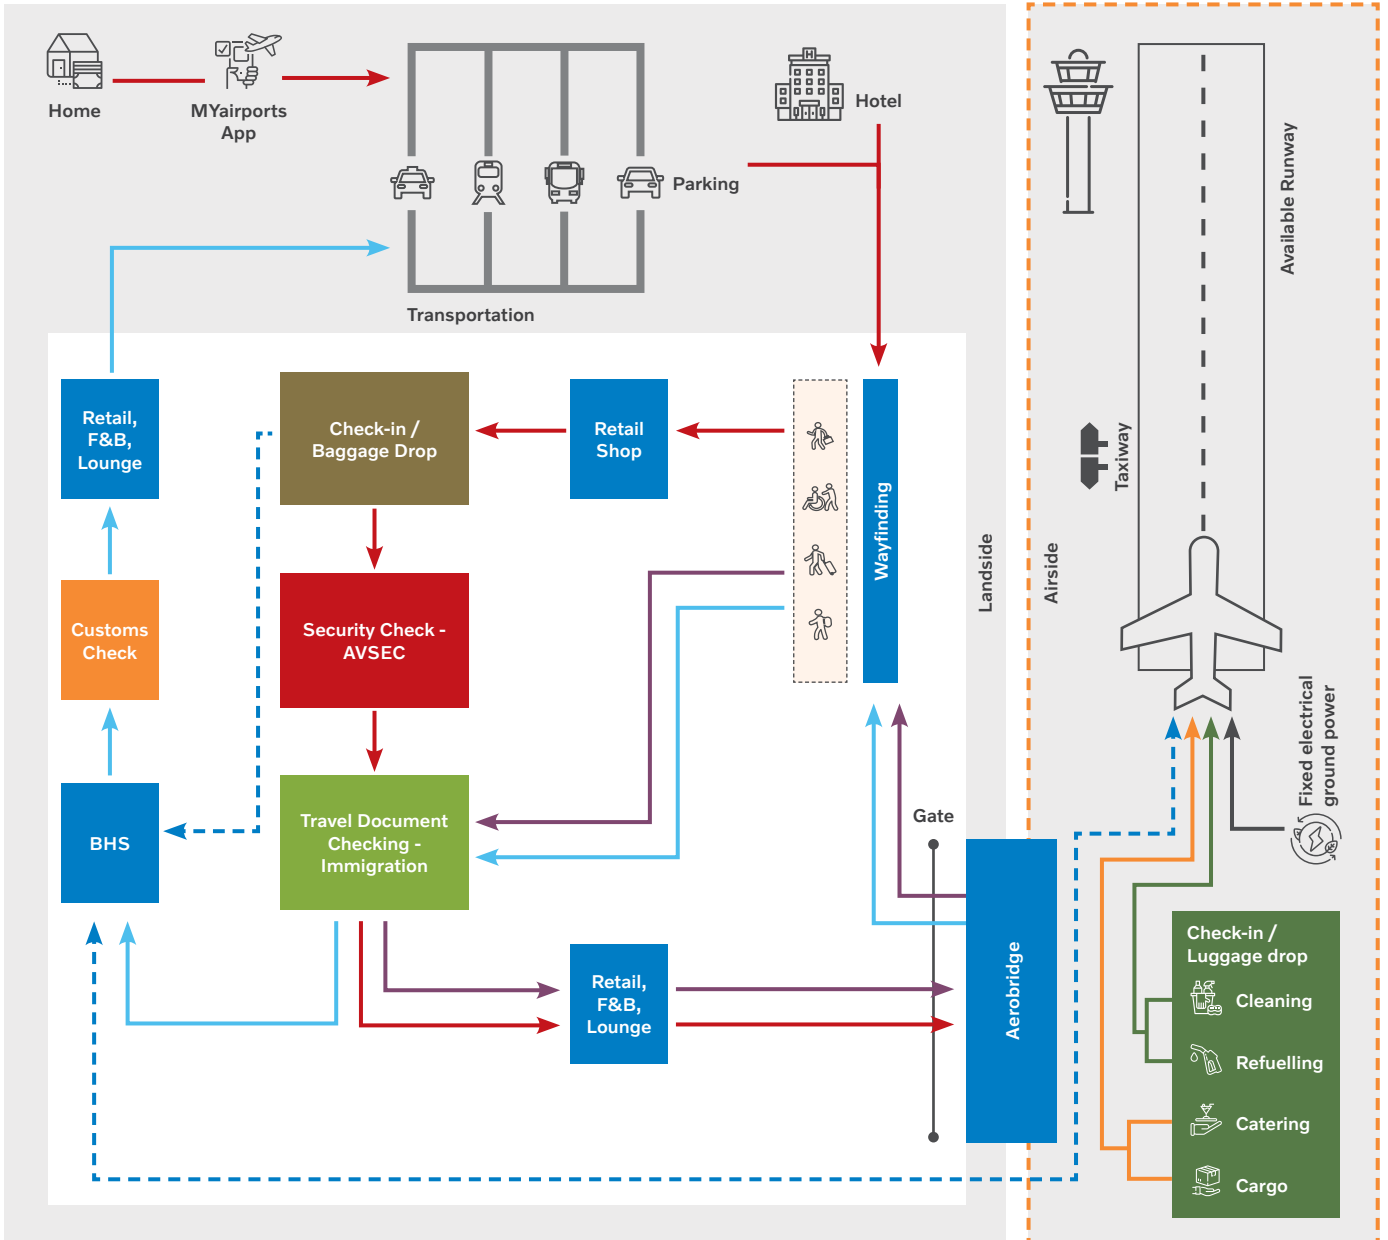 Home
MYairports
App
Hotel
Parking
Transportation
Available Runway
Taxiway
Retail,
F&B,
Lounge
Check-in /
Baggage Drop
Retail
Shop
Wayfinding
Landside
Airside
Customs
Check
Security Check -
AVSEC
BHS
Travel Document
Checking -
Immigration
Gate
Fixed electrical
ground power
Retail,
F&B,
Lounge
Aerobridge
Check-in /
Luggage drop
Cleaning
Refuelling
Catering
Cargo
H